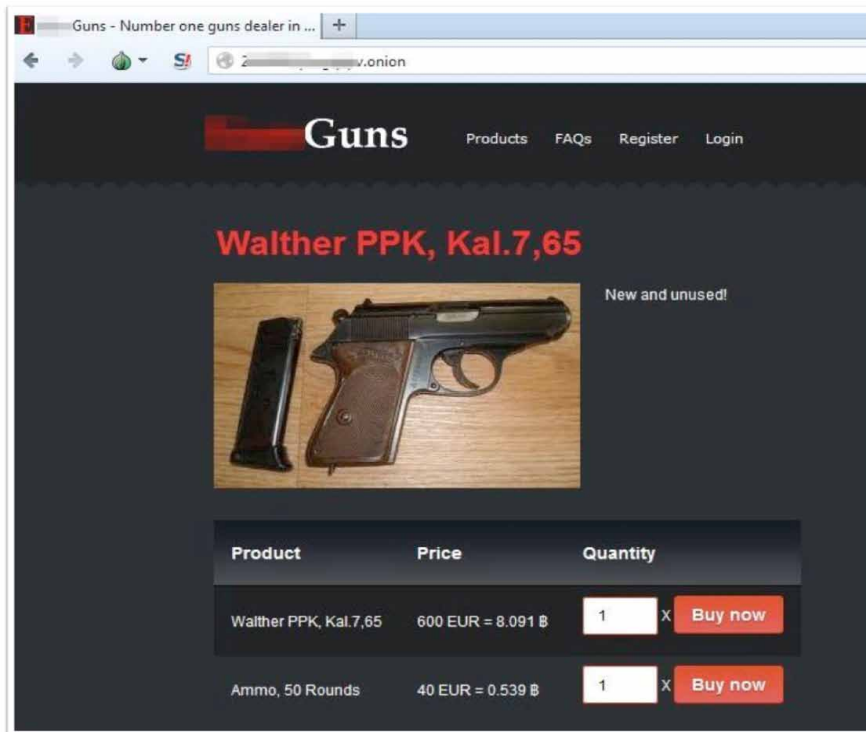 Guns - Number one guns dealer in ...
.onion
Guns
Products FAQs Register Login
Walther PPK, Kal.7,65
New and unused!
Product Price Quantity
Walther PPK, Kal.7,65 600 EUR = 8.091 ฿ 1 X Buy now
Ammo, 50 Rounds 40 EUR = 0.539 ฿ 1 X Buy now